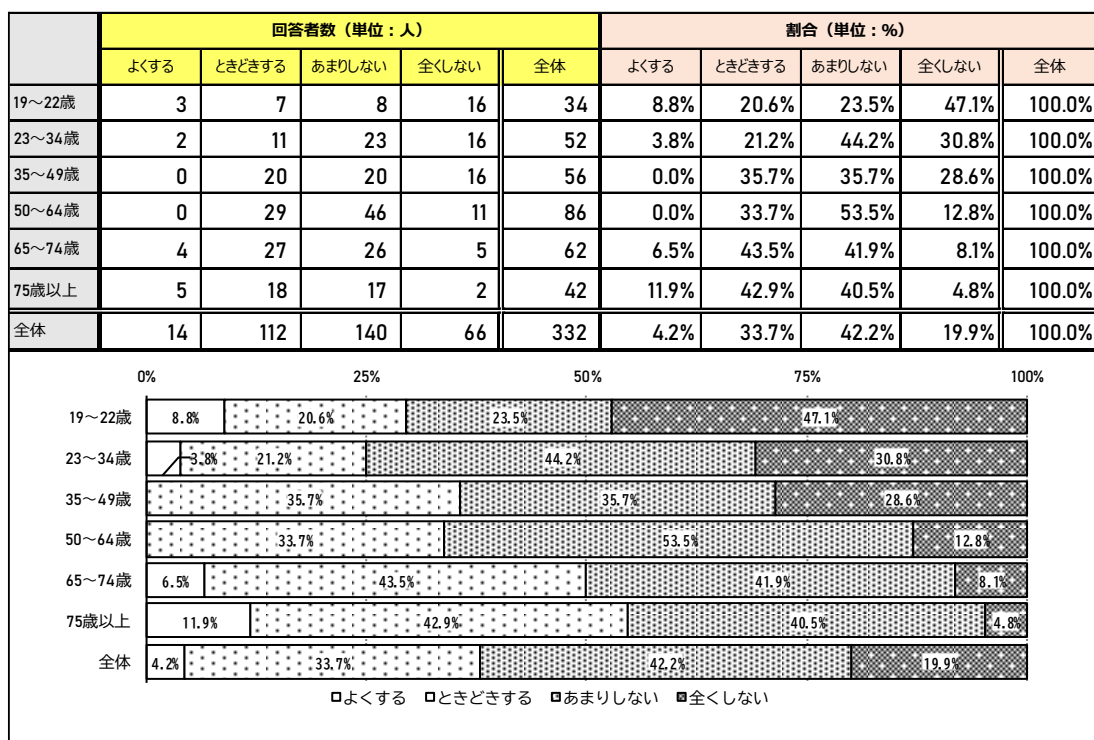 回答者数（単位：人） 割合（単位：%）
よくする ときどきする あまりしない 全くしない 全体 よくする ときどきする あまりしない 全くしない 全体
19～22歳 3 7 8 16 34 8.8% 20.6% 23.5% 47.1% 100.0%
23～34歳 2 11 23 16 52 3.8% 21.2% 44.2% 30.8% 100.0%
35～49歳 0 20 20 16 56 0.0% 35.7% 35.7% 28.6% 100.0%
50～64歳 0 29 46 11 86 0.0% 33.7% 53.5% 12.8% 100.0%
65～74歳 4 27 26 5 62 6.5% 43.5% 41.9% 8.1% 100.0%
75歳以上 5 18 17 2 42 11.9% 42.9% 40.5% 4.8% 100.0%
全体 14 112 140 66 332 4.2% 33.7% 42.2% 19.9% 100.0%
0% 25% 50% 75% 100%
19～22歳 8.8% 20.6% 23.5% 47.1%
23～34歳 3.8% 21.2% 44.2% 30.8%
35～49歳 35.7% 35.7% 28.6%
50～64歳 33.7% 53.5% 12.8%
65～74歳 6.5% 43.5% 41.9% 8.1%
75歳以上 11.9% 42.9% 40.5% 4.8%
全体 4.2% 33.7% 42.2% 19.9%
よくする ときどきする あまりしない 全くしない